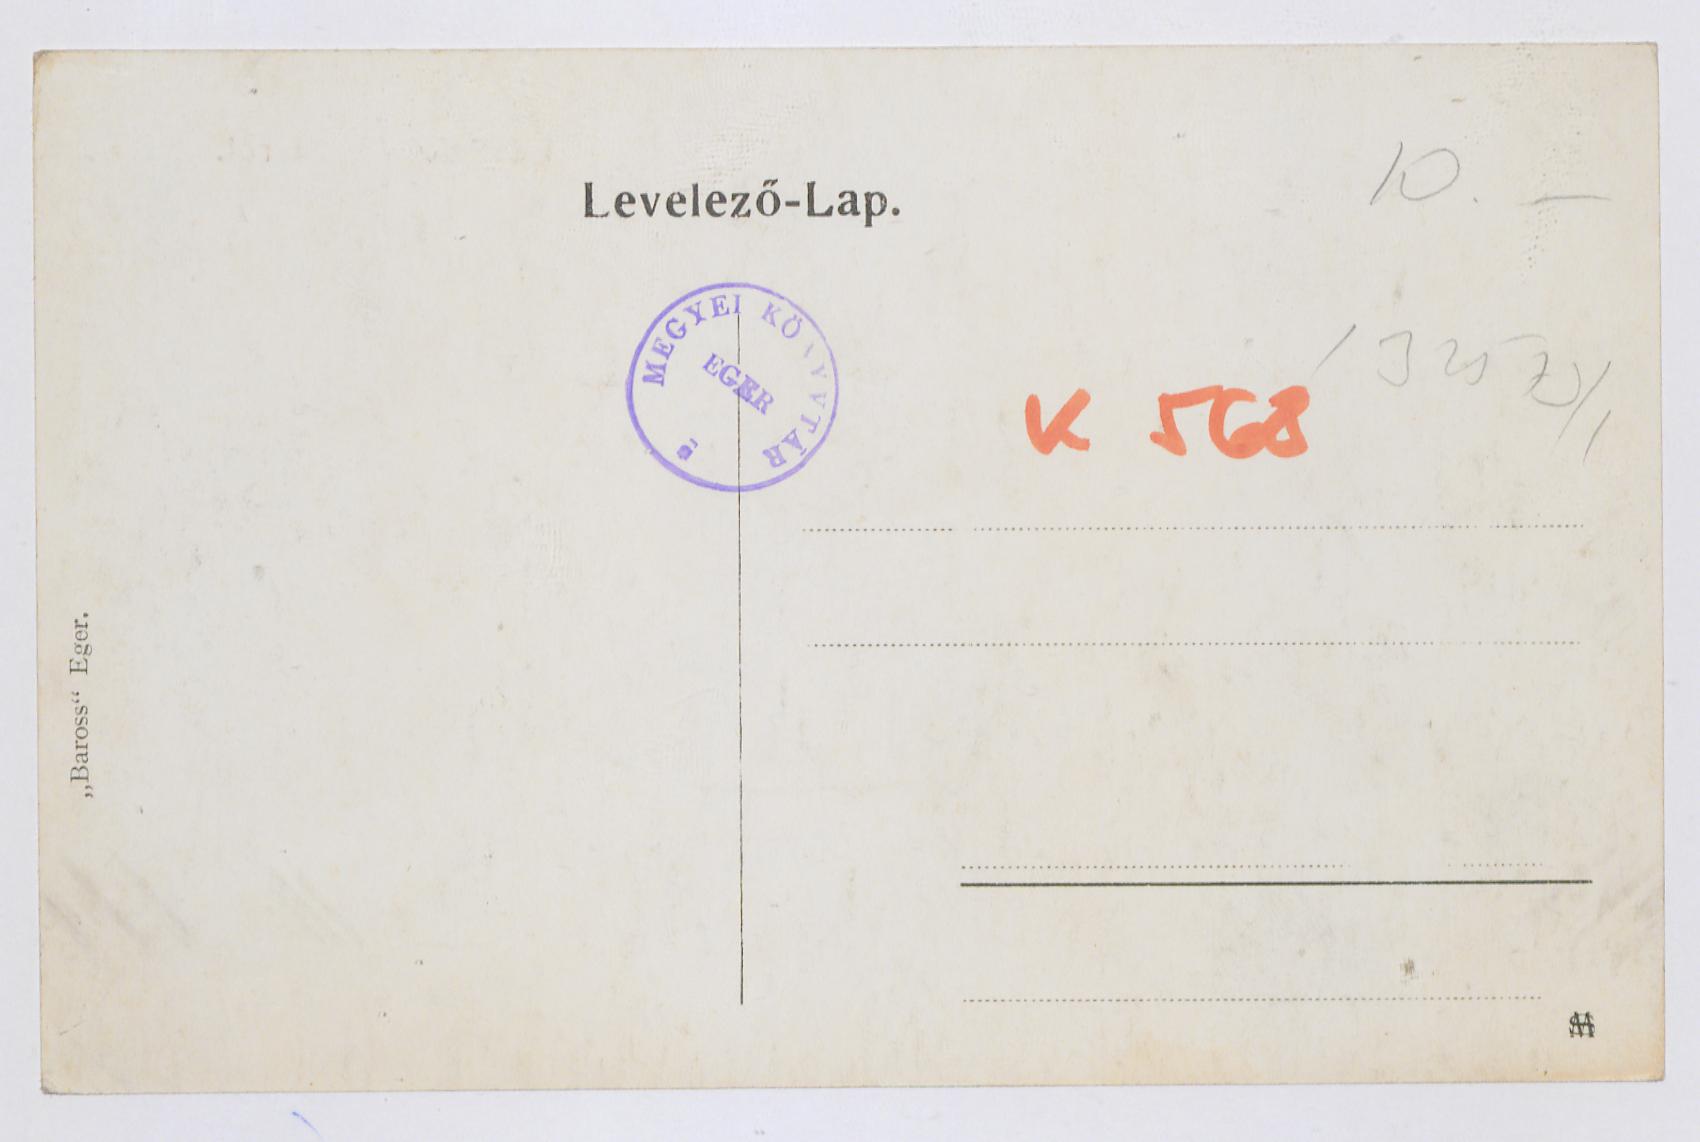 Levelező-Lap.
10. —
MEGYEI KÖNYVTÁR
EGER
K 568
„Baross“ Eger.